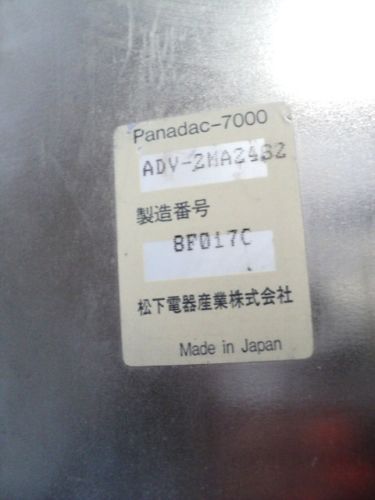 Panadac-7000
ADV-2MA24S2
製造番号
8F017C
松下電器産業株式会社
Made in Japan